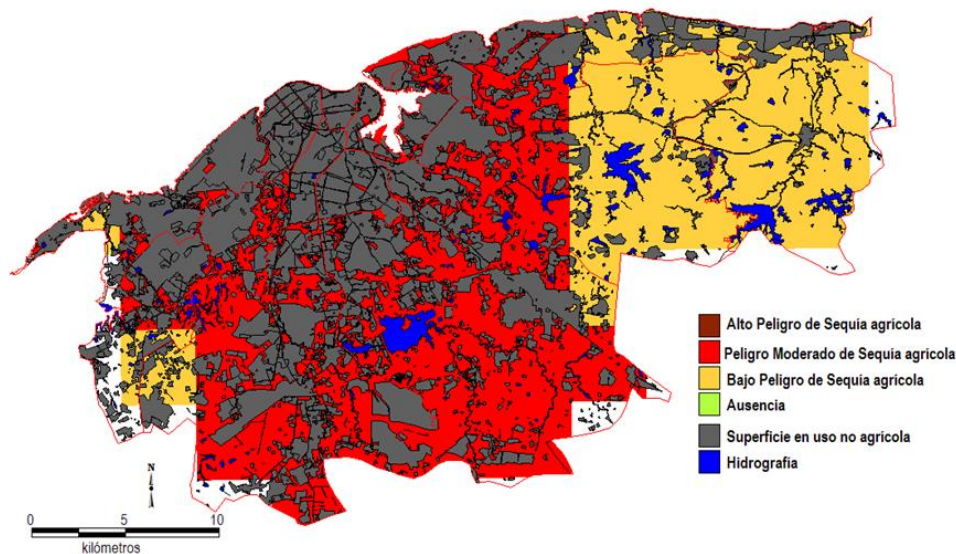 Alto Peligro de Sequía agrícola
Peligro Moderado de Sequía agrícola
Bajo Peligro de Sequía agrícola
Ausencia
Superficie en uso no agrícola
Hidrografía
N
0 5 10
kilómetros